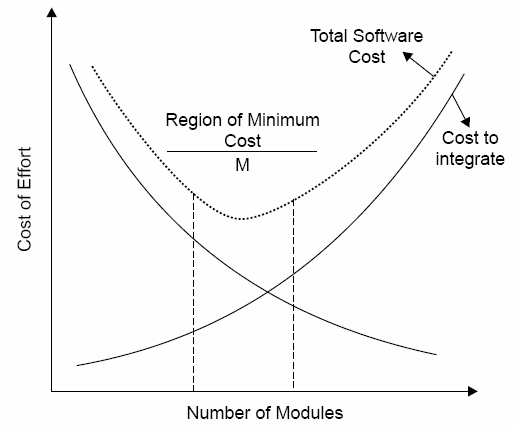 Total Software
Cost
Region of Minimum
Cost
M
Cost to
integrate
Cost of Effort
Number of Modules